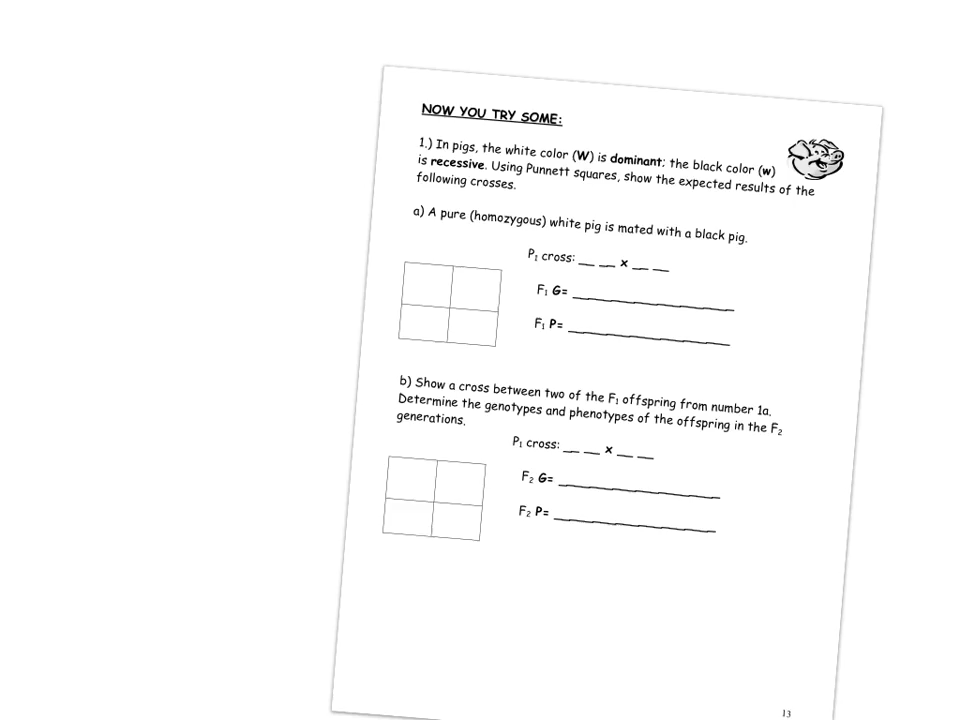 NOW YOU TRY SOME:
1.) In pigs, the white color (W) is dominant; the black color (w)
is recessive. Using Punnett squares, show the expected results of the
following crosses.
a) A pure (homozygous) white pig is mated with a black pig.
P₁ cross: __ __ x __ __
F₁ G= ______________________
F₁ P= ______________________
b) Show a cross between two of the F₁ offspring from number 1a.
Determine the genotypes and phenotypes of the offspring in the F₂
generations.
P₁ cross: __ __ x __ __
F₂ G= ______________________
F₂ P= ______________________
13